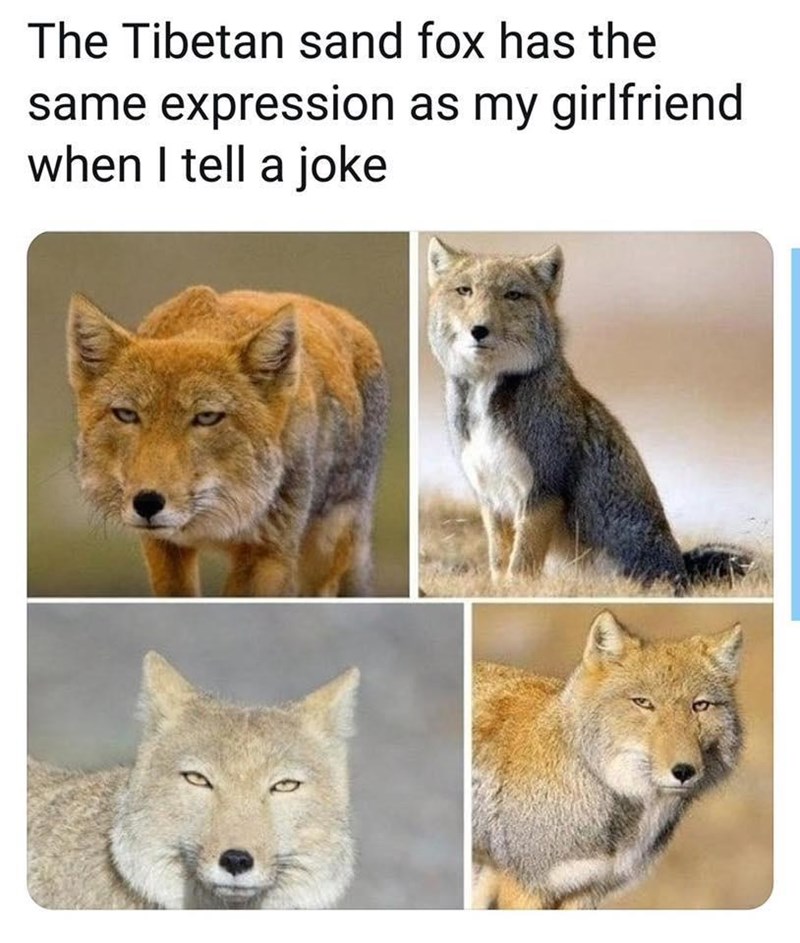 The Tibetan sand fox has the
same expression as my girlfriend
when I tell a joke